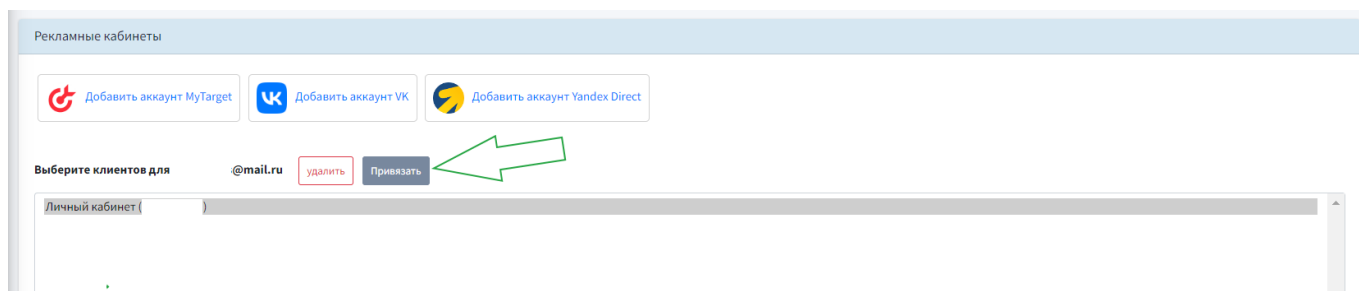 Рекламные кабинеты
Добавить аккаунт MyTarget Добавить аккаунт VK Добавить аккаунт Yandex Direct
Выберите клиентов для @mail.ru удалить Привязать
Личный кабинет ( )